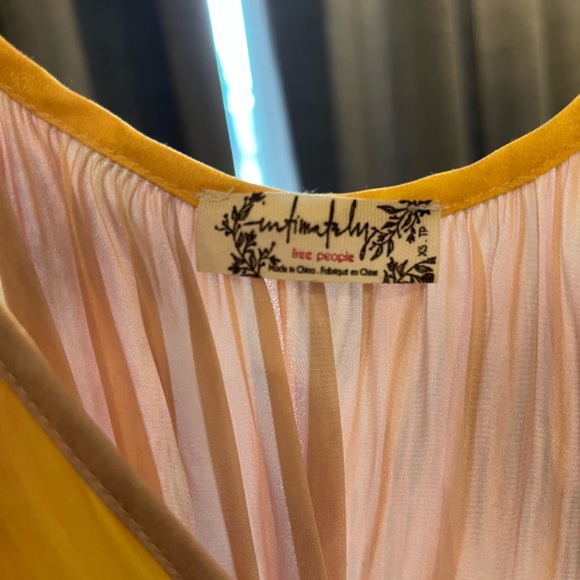 intimately
free people
Made in China . Fabriqué en Chine
XS . TP